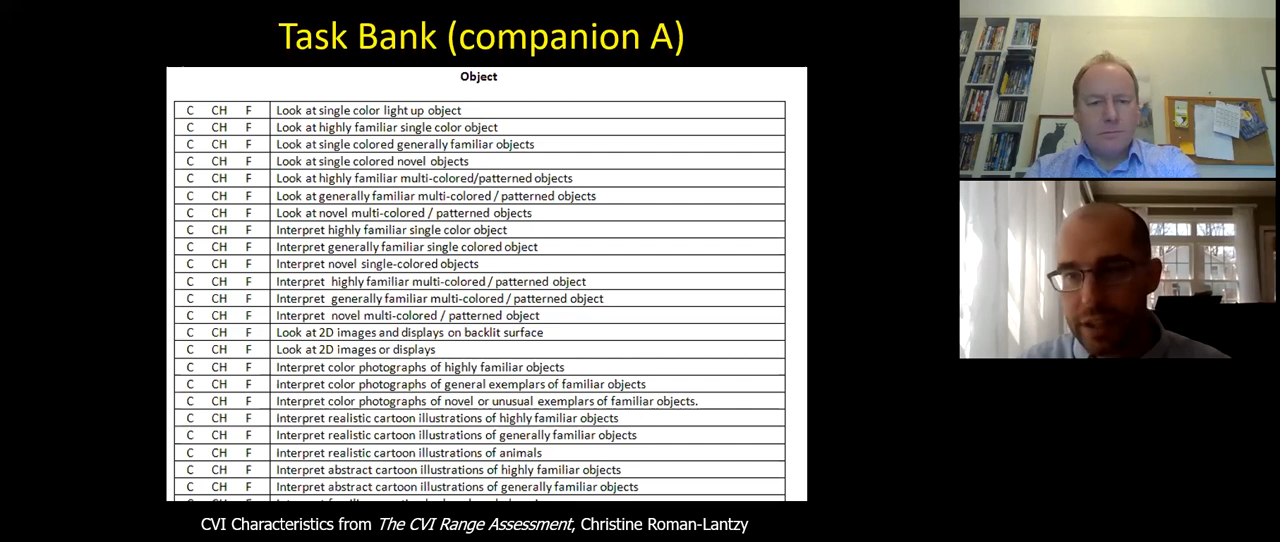 Task Bank (companion A)
Object
C CH F Look at single color light up object
C CH F Look at highly familiar single color object
C CH F Look at single colored generally familiar objects
C CH F Look at single colored novel objects
C CH F Look at highly familiar multi-colored/patterned objects
C CH F Look at generally familiar multi-colored / patterned objects
C CH F Look at novel multi-colored / patterned objects
C CH F Interpret highly familiar single color object
C CH F Interpret generally familiar single colored object
C CH F Interpret novel single-colored objects
C CH F Interpret highly familiar multi-colored / patterned object
C CH F Interpret generally familiar multi-colored / patterned object
C CH F Interpret novel multi-colored / patterned object
C CH F Look at 2D images and displays on backlit surface
C CH F Look at 2D images or displays
C CH F Interpret color photographs of highly familiar objects
C CH F Interpret color photographs of general exemplars of familiar objects
C CH F Interpret color photographs of novel or unusual exemplars of familiar objects.
C CH F Interpret realistic cartoon illustrations of highly familiar objects
C CH F Interpret realistic cartoon illustrations of generally familiar objects
C CH F Interpret realistic cartoon illustrations of animals
C CH F Interpret abstract cartoon illustrations of highly familiar objects
C CH F Interpret abstract cartoon illustrations of generally familiar objects
CVI Characteristics from The CVI Range Assessment, Christine Roman-Lantzy